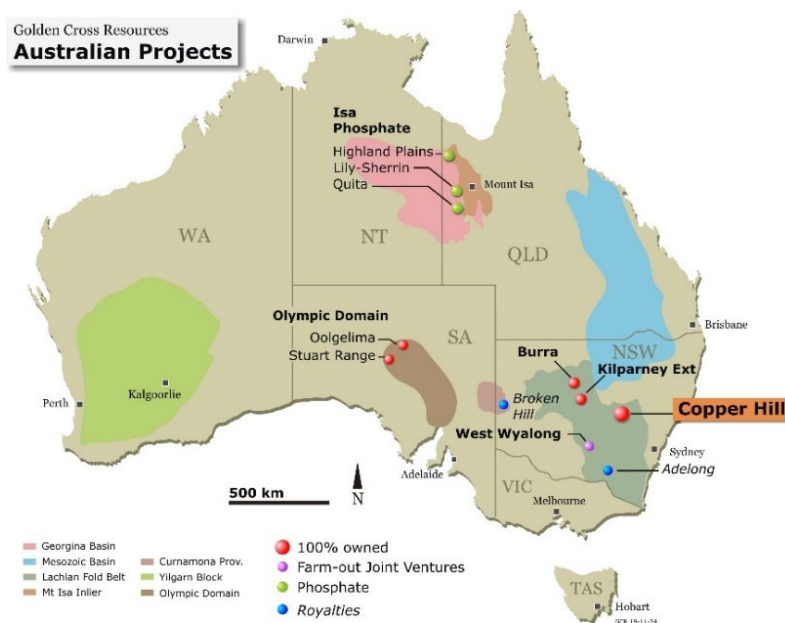 Golden Cross Resources
Australian Projects
Darwin
Isa
Phosphate
Highland Plains
Lily-Sherrin
Quita
Mount Isa
WA
NT
QLD
Olympic Domain
Oolgelima
Stuart Range
SA
Brisbane
NSW
Burra
Kilparney Ext
Kalgoorlie
Perth
Broken
Hill
Copper Hill
West Wyalong
Sydney
Adelong
Adelaide
500 km
N
VIC
Melbourne
Georgina Basin
Mesozoic Basin
Lachlan Fold Belt
Mt Isa Inlier
Curnamona Prov.
Yilgarn Block
Olympic Domain
100% owned
Farm-out Joint Ventures
Phosphate
Royalties
TAS
Hobart